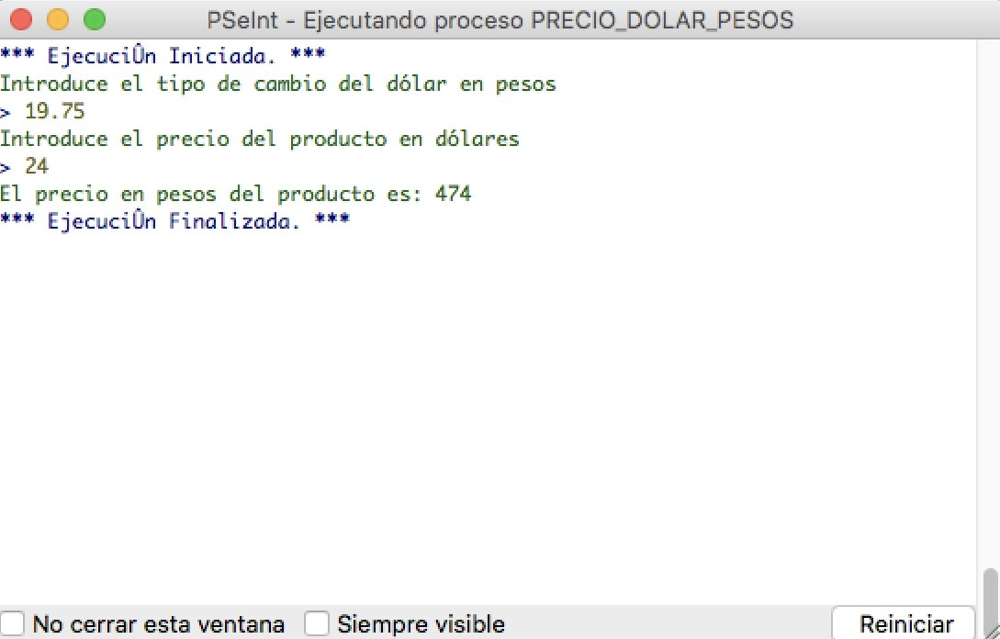 PSeInt - Ejecutando proceso PRECIO_DOLAR_PESOS
*** EjecuciÛn Iniciada. ***
Introduce el tipo de cambio del dólar en pesos
> 19.75
Introduce el precio del producto en dólares
> 24
El precio en pesos del producto es: 474
*** EjecuciÛn Finalizada. ***
No cerrar esta ventana Siempre visible Reiniciar